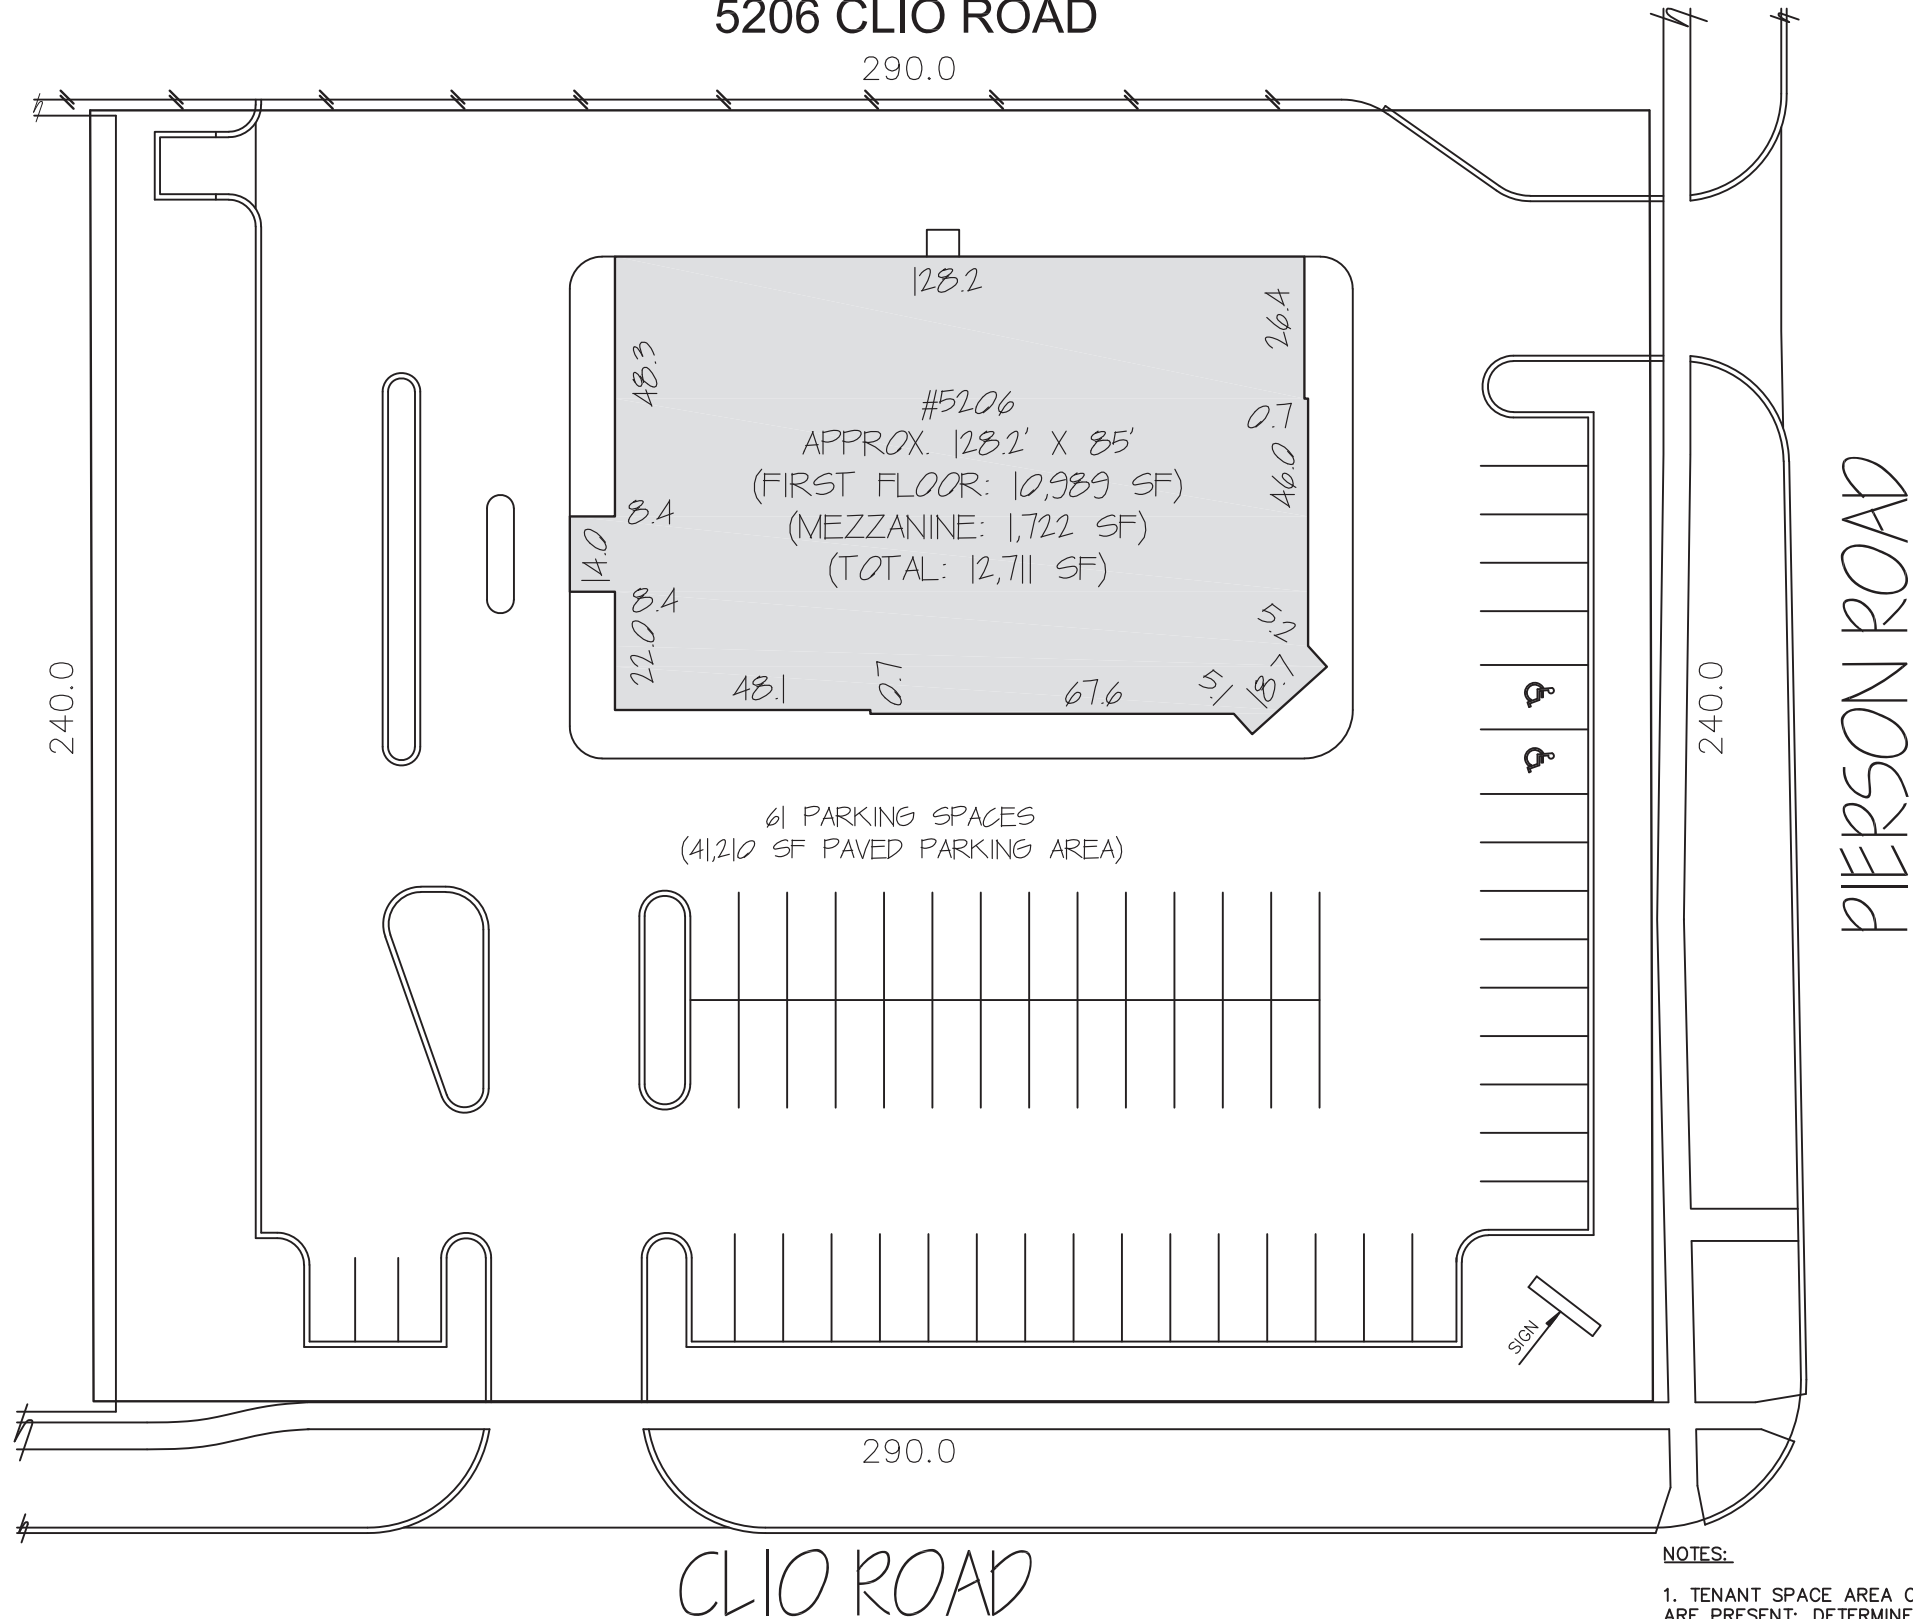 5206 CLIO ROAD
290.0
128.2
26.4
48.3
#5206
0.7
APPROX. 128.2' X 85'
(FIRST FLOOR: 10,989 SF)
46.0
8.4
(MEZZANINE: 1,722 SF)
14.0
(TOTAL: 12,711 SF)
8.4
5.2
22.0
48.1
0.7
67.6
5.1
18.7
240.0
240.0
PIERSON ROAD
61 PARKING SPACES
(41,210 SF PAVED PARKING AREA)
SIGN
290.0
CLIO ROAD
NOTES:
1. TENANT SPACE AREA
ARE PRESENT: DETERMINE